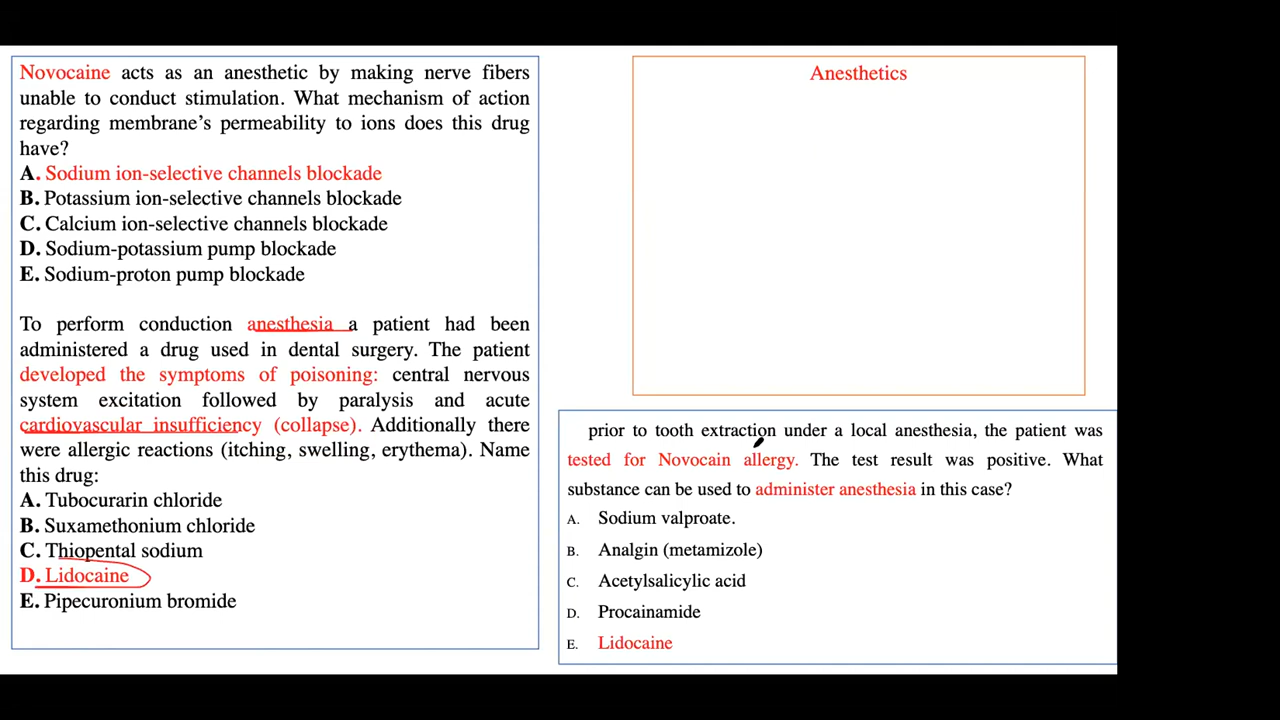 Novocaine acts as an anesthetic by making nerve fibers
unable to conduct stimulation. What mechanism of action
regarding membrane’s permeability to ions does this drug
have?
A. Sodium ion-selective channels blockade
B. Potassium ion-selective channels blockade
C. Calcium ion-selective channels blockade
D. Sodium-potassium pump blockade
E. Sodium-proton pump blockade
To perform conduction anesthesia a patient had been
administered a drug used in dental surgery. The patient
developed the symptoms of poisoning: central nervous
system excitation followed by paralysis and acute
cardiovascular insufficiency (collapse). Additionally there
were allergic reactions (itching, swelling, erythema). Name
this drug:
A. Tubocurarin chloride
B. Suxamethonium chloride
C. Thiopental sodium
D. Lidocaine
E. Pipecuronium bromide
Anesthetics
prior to tooth extraction under a local anesthesia, the patient was
tested for Novocain allergy. The test result was positive. What
substance can be used to administer anesthesia in this case?
A. Sodium valproate.
B. Analgin (metamizole)
C. Acetylsalicylic acid
D. Procainamide
E. Lidocaine